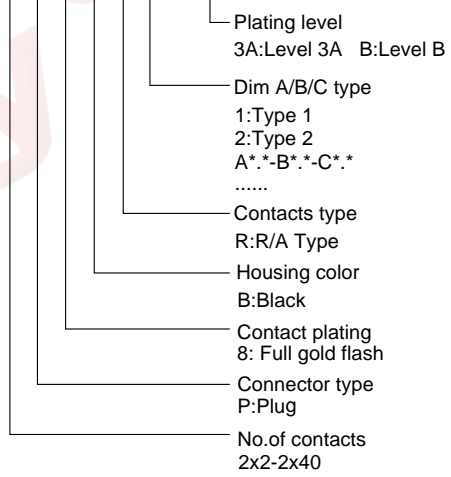 Plating level
3A:Level 3A B:Level B
Dim A/B/C type
1:Type 1
2:Type 2
A*.*-B*.*-C*.*
......
Contacts type
R:R/A Type
Housing color
B:Black
Contact plating
8: Full gold flash
Connector type
P:Plug
No.of contacts
2x2-2x40